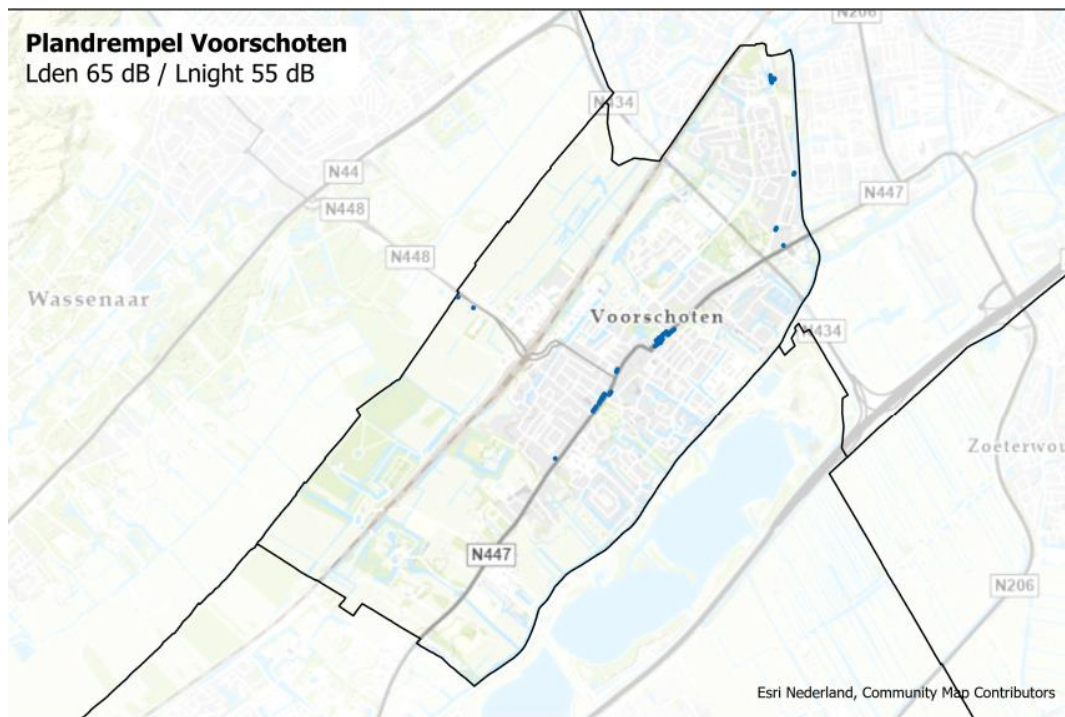 Plandrempel Voorschoten
Lden 65 dB / Lnight 55 dB
N206
N434
N44
N448
N447
N448
Wassenaar
Voorschoten
N434
Zoeterwou
N447
N206
Esri Nederland, Community Map Contributors